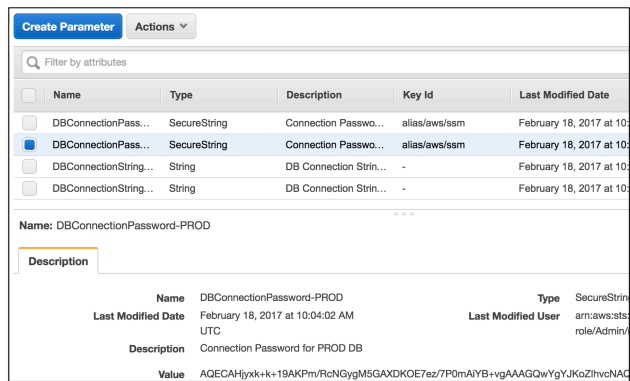 Create Parameter Actions
Filter by attributes
Name Type Description Key Id Last Modified Date
DBConnectionPass... SecureString Connection Passwo... alias/aws/ssm February 18, 2017 at 10:
DBConnectionPass... SecureString Connection Passwo... alias/aws/ssm February 18, 2017 at 10:
DBConnectionString... String DB Connection Strin... - February 18, 2017 at 10:
DBConnectionString... String DB Connection Strin... - February 18, 2017 at 10:
Name: DBConnectionPassword-PROD
Description
Name DBConnectionPassword-PROD Type SecureString
Last Modified Date February 18, 2017 at 10:04:02 AM Last Modified User arn:aws:sts:
UTC role/Admin/
Description Connection Password for PROD DB
Value AQECAHjyxk+k+19AKPm/RcNGygM5GAXDKOE7ez/7P0mAiYB+vgAAAGQwYgYJKoZIhvcNAQ